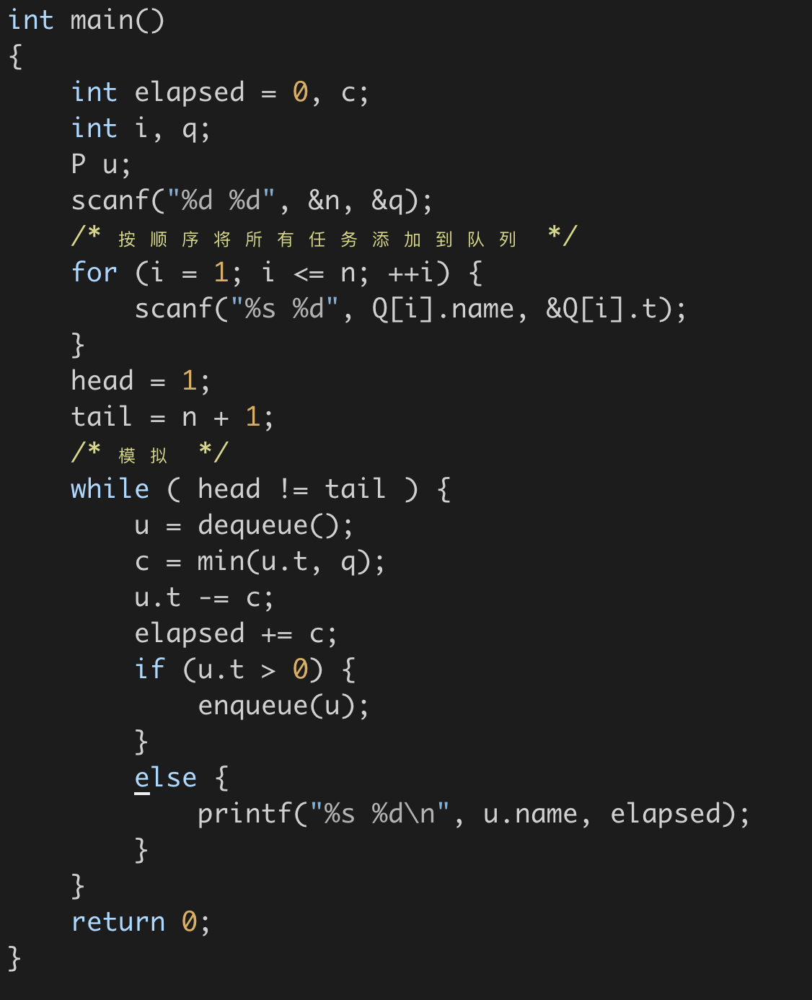 int main()
{
    int elapsed = 0, c;
    int i, q;
    P u;
    scanf("%d %d", &n, &q);
    /* 按顺序将所有任务添加到队列 */
    for (i = 1; i <= n; ++i) {
        scanf("%s %d", Q[i].name, &Q[i].t);
    }
    head = 1;
    tail = n + 1;
    /* 模拟 */
    while ( head != tail ) {
        u = dequeue();
        c = min(u.t, q);
        u.t -= c;
        elapsed += c;
        if (u.t > 0) {
            enqueue(u);
        }
        else {
            printf("%s %d\n", u.name, elapsed);
        }
    }
    return 0;
}